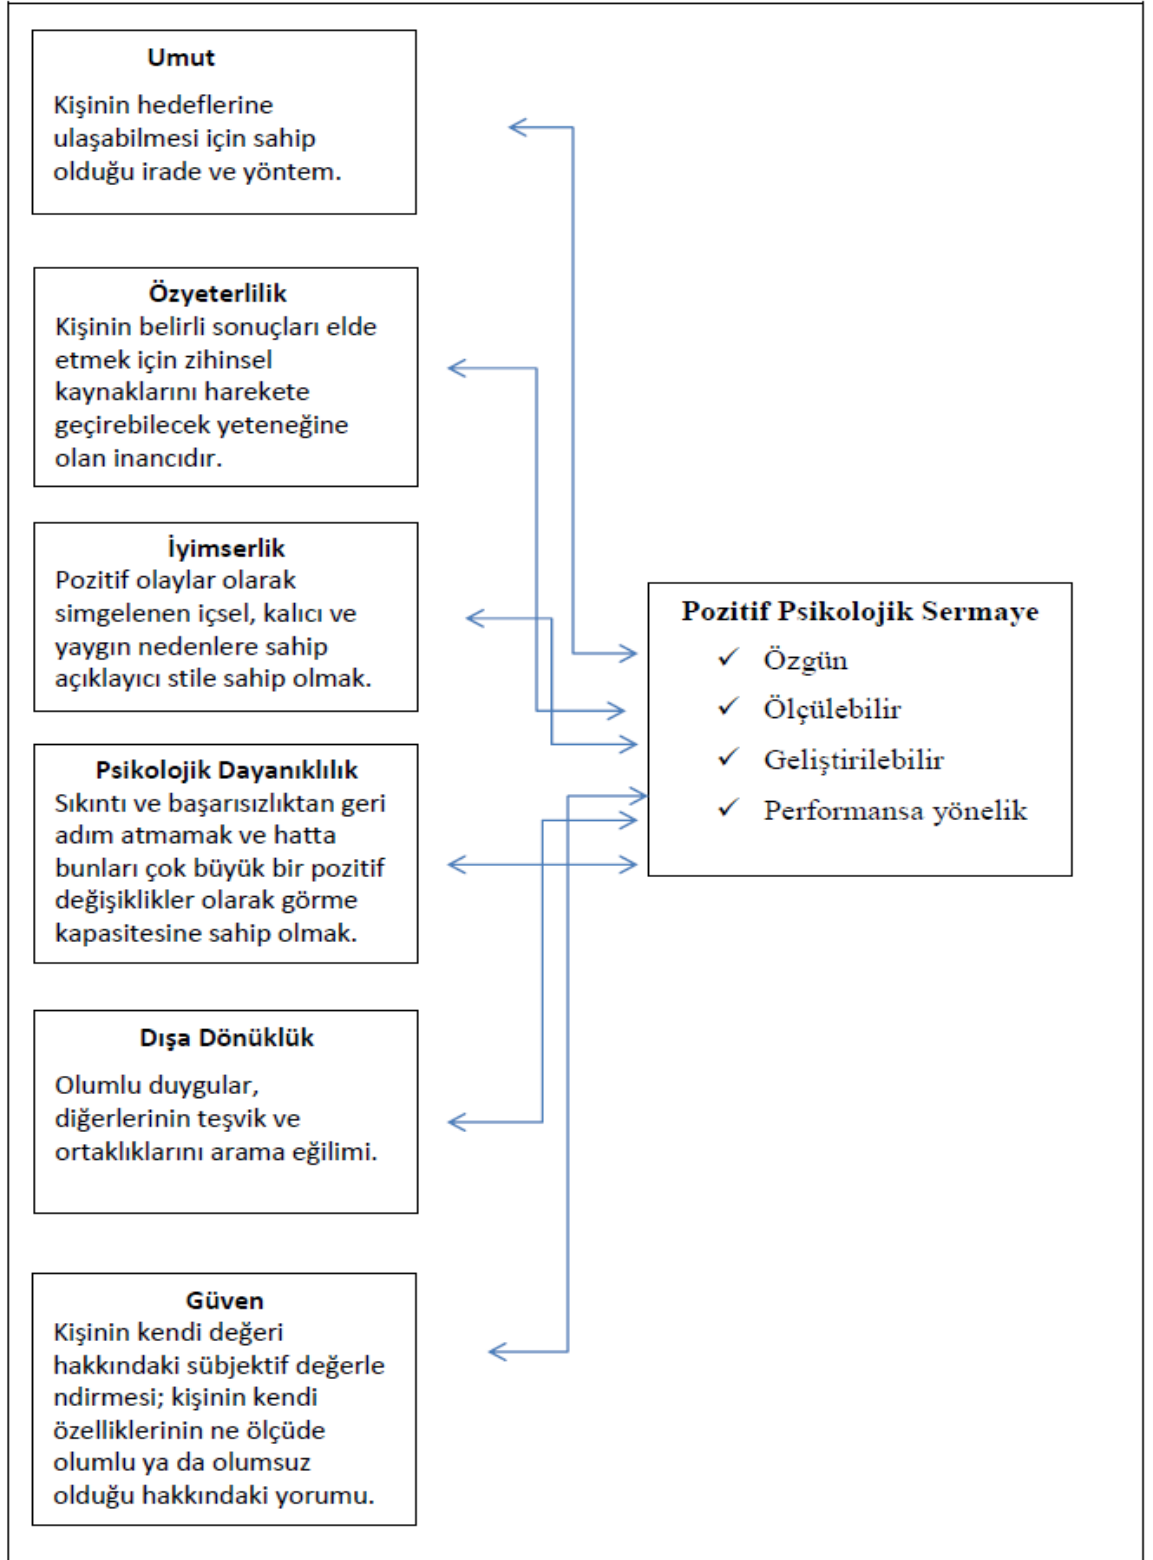 Umut
Kişinin hedeflerine
ulaşabilmesi için sahip
olduğu irade ve yöntem.
Özyeterlilik
Kişinin belirli sonuçları elde
etmek için zihinsel
kaynaklarını harekete
geçirebilecek yeteneğine
olan inancıdır.
İyimserlik
Pozitif olaylar olarak
simgelenen içsel, kalıcı ve
yaygın nedenlere sahip
açıklayıcı stile sahip olmak.
Psikolojik Dayanıklılık
Sıkıntı ve başarısızlıktan geri
adım atmamak ve hatta
bunları çok büyük bir pozitif
değişiklikler olarak görme
kapasitesine sahip olmak.
Dışa Dönüklük
Olumlu duygular,
diğerlerinin teşvik ve
ortaklıklarını arama eğilimi.
Güven
Kişinin kendi değeri
hakkındaki sübjektif değerle
ndirmesi; kişinin kendi
özelliklerinin ne ölçüde
olumlu ya da olumsuz
olduğu hakkındaki yorumu.
Pozitif Psikolojik Sermaye
✓ Özgün
✓ Ölçülebilir
✓ Geliştirilebilir
✓ Performansa yönelik